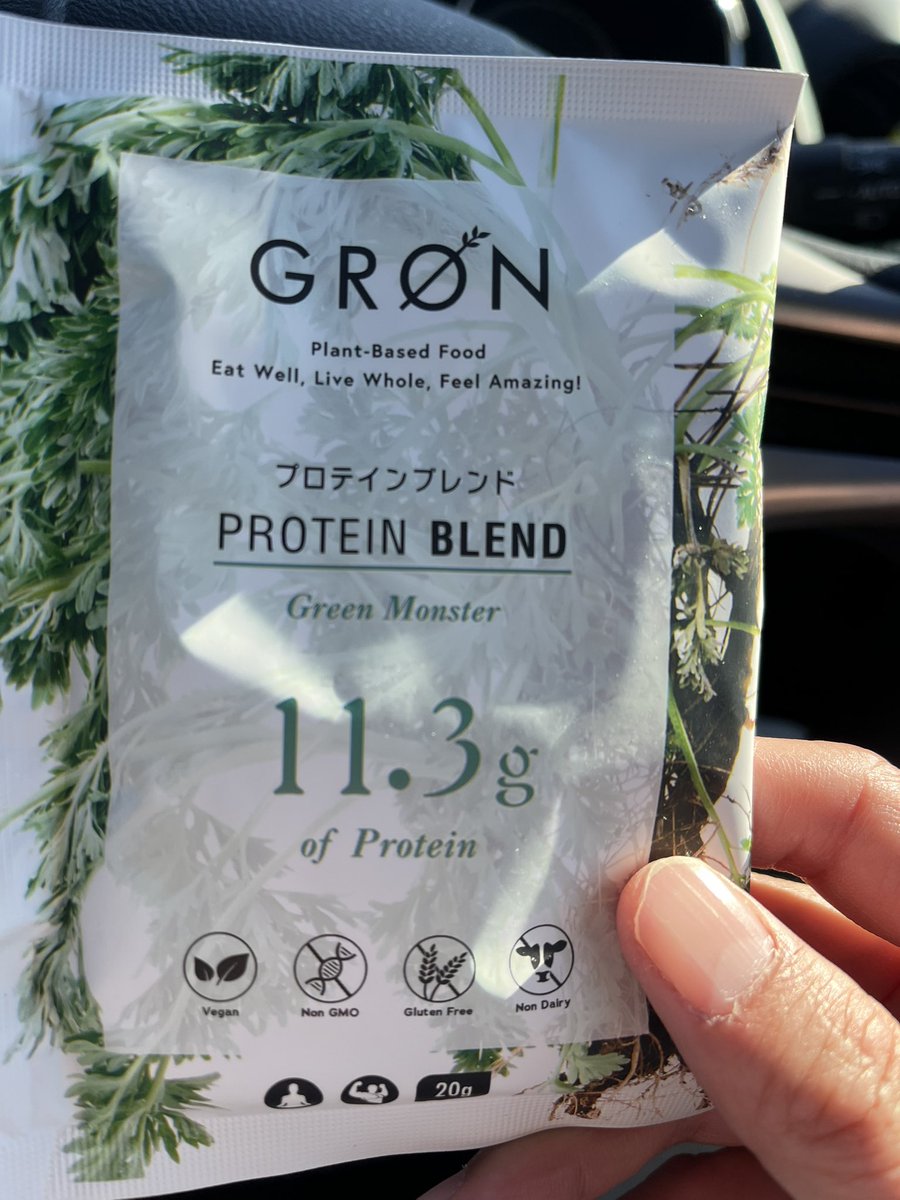 GRØN
Plant-Based Food
Eat Well, Live Whole, Feel Amazing!
プロテインブレンド
PROTEIN BLEND
Green Monster
11.3g
of Protein
Vegan
Non GMO
Gluten Free
Non Dairy
20g